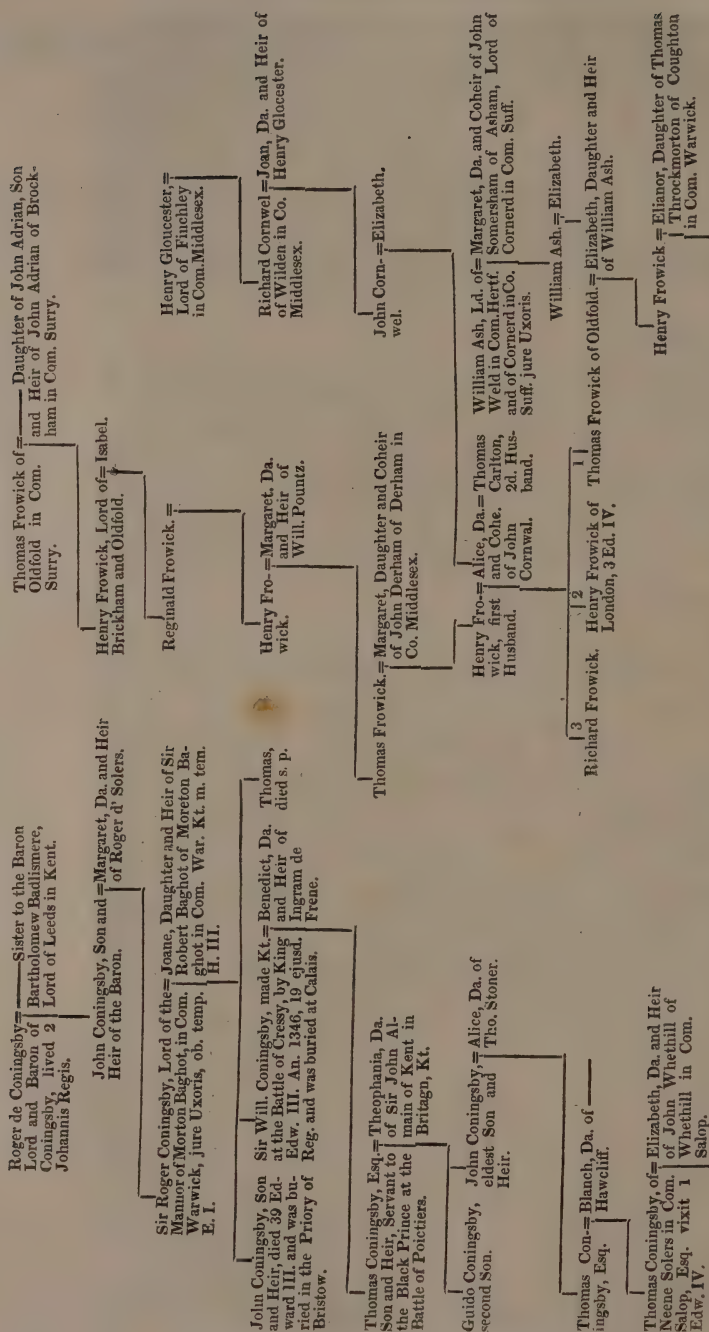 Roger de Coningsby=——Sister to the Baron
Lord and Baron of Bartholomew Badlismere,
Coningsby, lived 2 Lord of Leeds in Kent.
Johannis Regis.
John Coningsby, Son and=Margaret, Da. and Heir
Heir of the Baron. of Roger d' Solers.
Sir Roger Coningsby, Lord of the=Joane, Daughter and Heir of Sir
Mannor of Morton Baghot, in Com. Robert Baghot of Moreton Ba-
Warwick, jure Uxoris, ob. temp. ghot in Com. War. Kt. m. tem.
E. I. H. III.
John Coningsby, Son
and Heir, died 39 Ed-
ward III. and was bu-
ried in the Priory of
Bristow.
Sir Will. Coningsby, made Kt.=Benedict, Da.
at the Battle of Cressy, by King and Heir of
Edw. III. An. 1346, 19 ejusd. Ingram de
Reg. and was buried at Calais. Frene.
Thomas,
died s. p.
Thomas Coningsby, Esq.=Theophania, Da.
Son and Heir, Servant to of Sir John Al-
the Black Prince at the main of Kent in
Battle of Poictiers. Britagn, Kt.
Guido Coningsby,
second Son.
John Coningsby,=Alice, Da. of
eldest Son and Tho. Stoner.
Heir.
Thomas Con-=Blanch, Da. of ——
ingsby, Esq. Hawcliff.
Thomas Coningsby, of=Elizabeth, Da. and Heir
Neene Solers in Com. of John Whethill of
Salop, Esq. vixit 1 Whethill in Com.
Edw. IV. Salop.
Thomas Frowick of=——Daughter of John Adrian, Son
Oldfold in Com. and Heir of John Adrian of Brock-
Surry. ham in Com. Surry.
Henry Frowick, Lord of=Isabel.
Brickham and Oldfold.
Reginald Frowick.=
Henry Fro-=Margaret, Da.
wick. and Heir of
Will. Pountz.
Thomas Frowick.=Margaret, Daughter and Coheir
of John Derham of Derham in
Co. Middlesex.
Henry Gloucester,=
Lord of Finchley
in Com. Middlesex.
Richard Cornwel=Joan, Da. and Heir of
of Wilden in Co. Henry Glocester.
Middlesex.
John Corn-=Elizabeth.
wel.
Henry Fro-=Alice, Da.=Thomas
wick, first and Cohe. Carlton,
Husband. of John 2d. Hus-
Cornwal. band.
William Ash, Ld. of=Margaret, Da. and Coheir of John
Weld in Com. Hertf. Somersham of Asham, Lord of
and of Cornerd in Co. Cornerd in Com. Suff.
Suff. jure Uxoris.
William Ash.=Elizabeth.
3 2 1
Richard Frowick. Henry Frowick of Thomas Frowick of Oldfold.=Elizabeth, Daughter and Heir
London, 3 Ed. IV. of William Ash.
Henry Frowick=Elianor, Daughter of Thomas
Throckmorton of Coughton
in Com. Warwick.